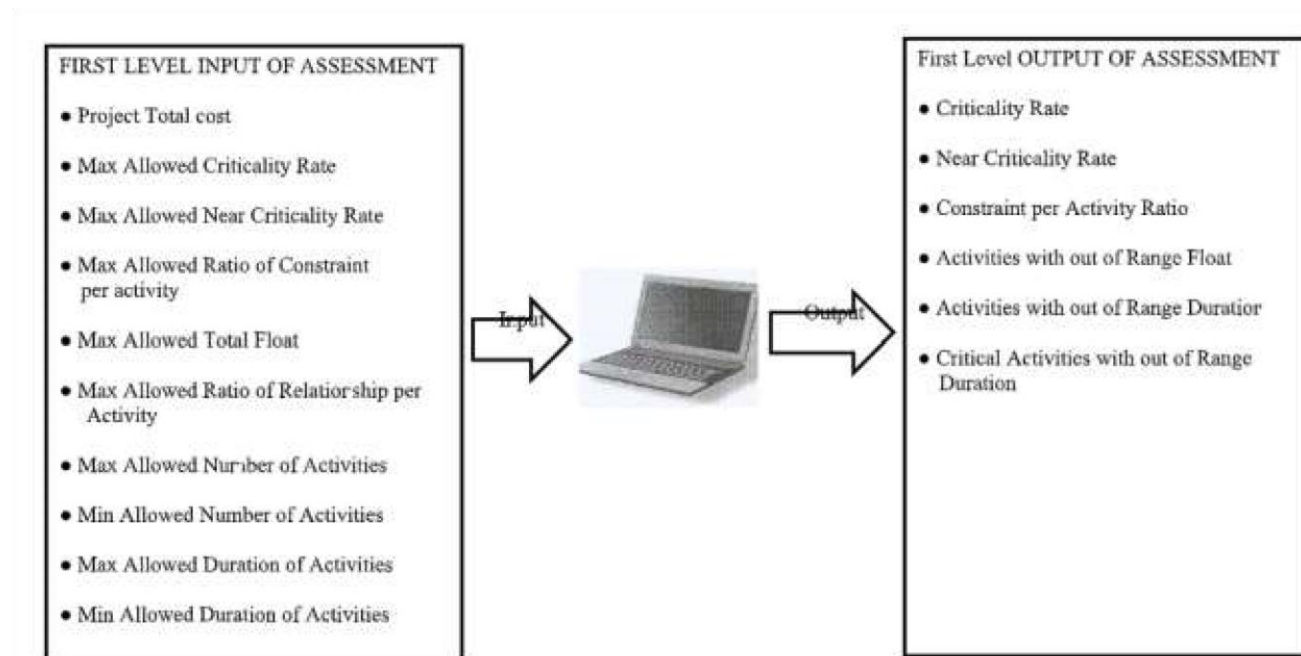 FIRST LEVEL INPUT OF ASSESSMENT
● Project Total cost
● Max Allowed Criticality Rate
● Max Allowed Near Criticality Rate
● Max Allowed Ratio of Constraint
per activity
● Max Allowed Total Float
● Max Allowed Ratio of Relationship per
Activity
● Max Allowed Number of Activities
● Min Allowed Number of Activities
● Max Allowed Duration of Activities
● Min Allowed Duration of Activities
Input
Output
First Level OUTPUT OF ASSESSMENT
● Criticality Rate
● Near Criticality Rate
● Constraint per Activity Ratio
● Activities with out of Range Float
● Activities with out of Range Duration
● Critical Activities with out of Range
Duration